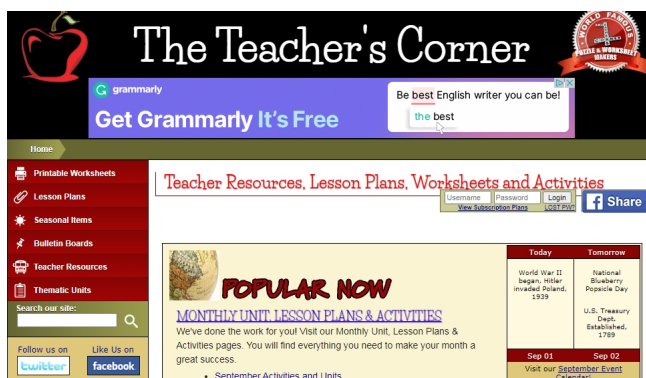 The Teacher's Corner
WORLD FAMOUS
1
PUZZLE & WORKSHEET
MAKERS
G grammarly
Get Grammarly It's Free
Be best English writer you can be!
the best
Home
Printable Worksheets
Lesson Plans
Seasonal Items
Bulletin Boards
Teacher Resources
Thematic Units
Search our site:
Follow us on
twitter
Like Us on
facebook
Teacher Resources, Lesson Plans, Worksheets and Activities
Username
Password
Login
View Subscription Plans
LOST PW?
f Share
POPULAR NOW
MONTHLY UNIT, LESSON PLANS & ACTIVITIES
We've done the work for you! Visit our Monthly Unit, Lesson Plans &
Activities pages. You will find everything you need to make your month a
great success.
• September Activities and Units
Today
World War II
began, Hitler
invaded Poland,
1939
Tomorrow
National
Blueberry
Popsicle Day
U.S. Treasury
Dept.
Established,
1789
Sep 01
Sep 02
Visit our September Event
Calendar!